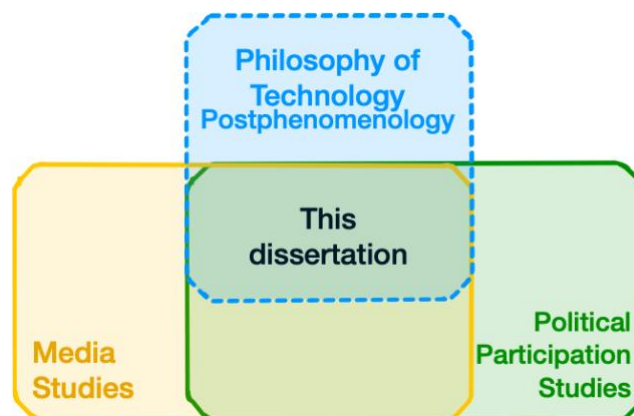 Philosophy of
Technology
Postphenomenology
This
dissertation
Media
Studies
Political
Participation
Studies